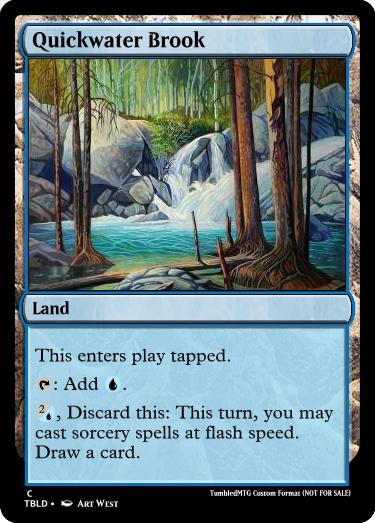 Quickwater Brook
Land
This enters play tapped.
: Add .
2, Discard this: This turn, you may
cast sorcery spells at flash speed.
Draw a card.
C
TBLD • Art West
TumbledMTG Custom Format (NOT FOR SALE)